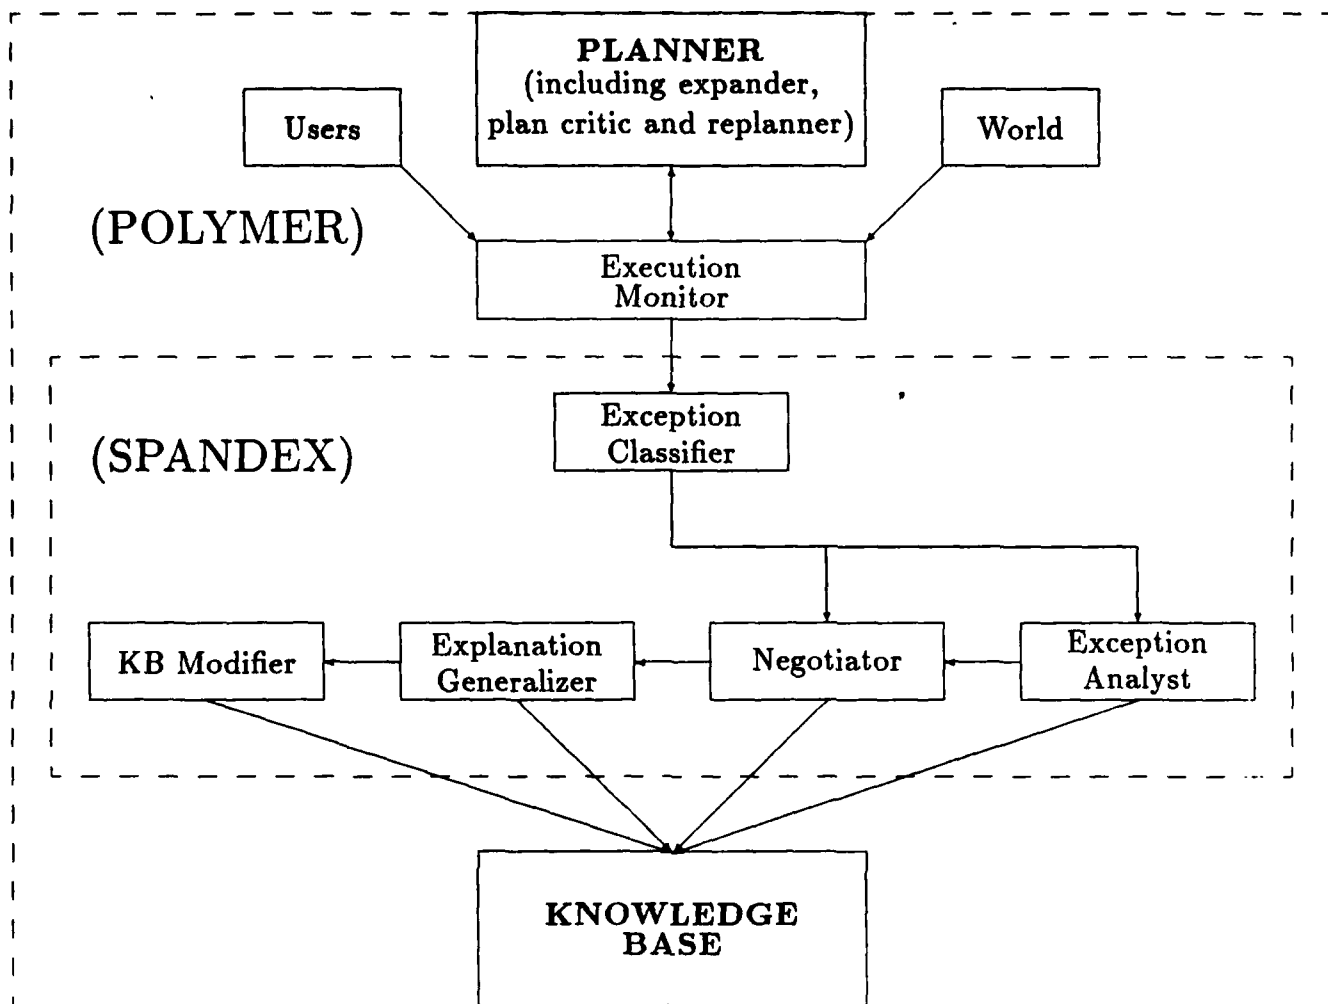 PLANNER
(including expander,
plan critic and replanner)
Users
World
(POLYMER)
Execution
Monitor
Exception
Classifier
(SPANDEX)
KB Modifier
Explanation
Generalizer
Negotiator
Exception
Analyst
KNOWLEDGE
BASE